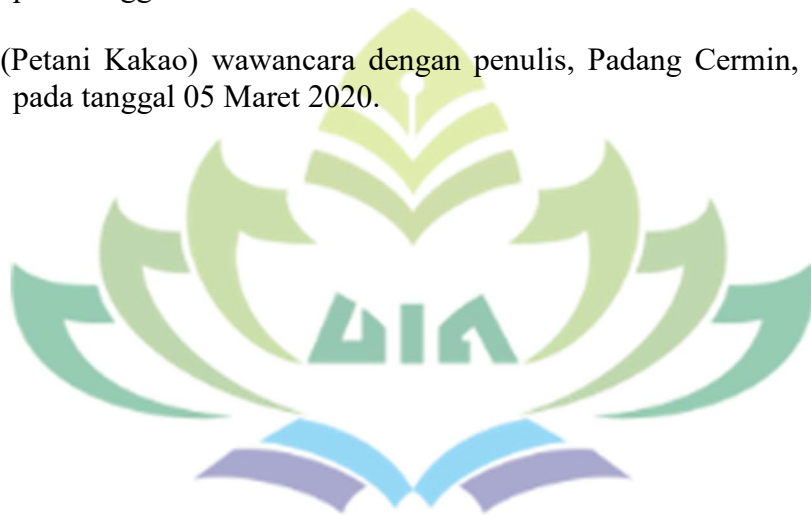 (Petani Kakao) wawancara dengan penulis, Padang Cermin,
pada tanggal 05 Maret 2020.